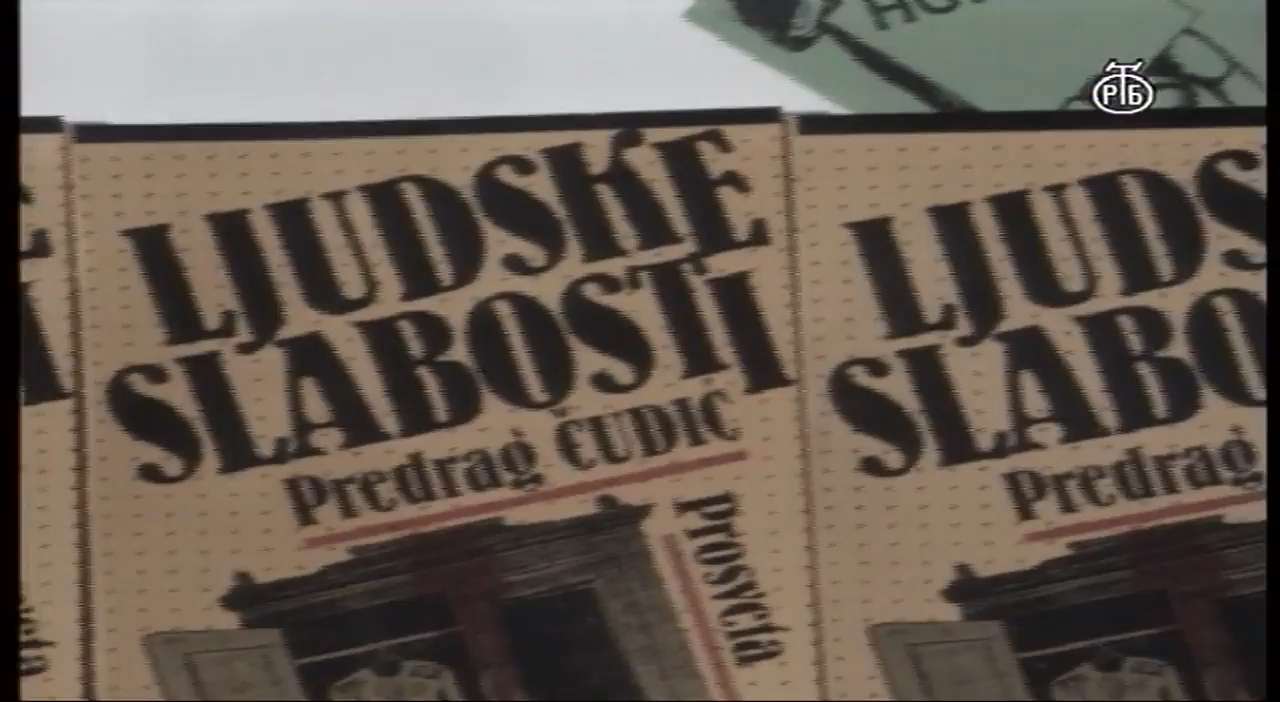 РТБ
LJUDSKE
SLABOSTI
Predrag ČUDIĆ
prosveta
LJUDS
SLABO
Predrag